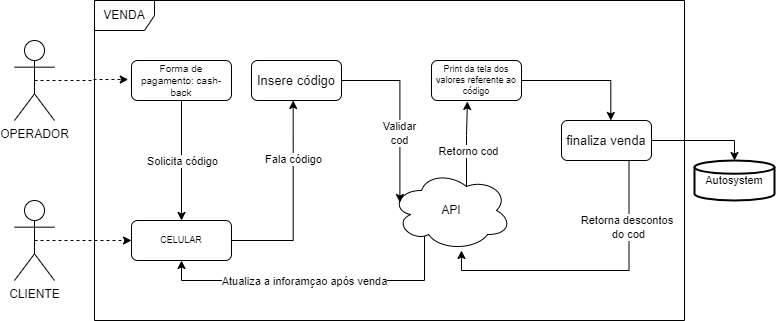 VENDA
Forma de
pagamento: cash-
back
Insere código
Print da tela dos
valores referente ao
código
OPERADOR
Validar
cod
finaliza venda
Solicita código
Fala código
Retorno cod
Autosystem
API
Retorna descontos
do cod
CELULAR
Atualiza a inforamçao após venda
CLIENTE